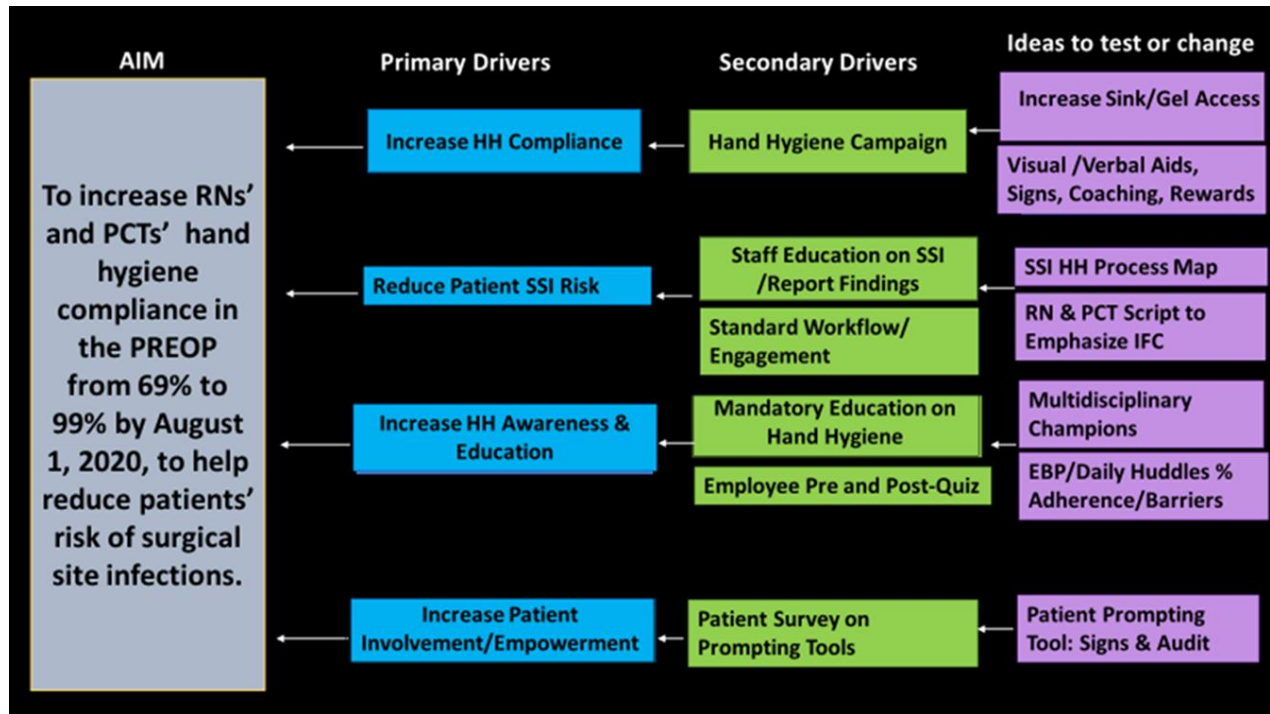 AIM
Primary Drivers
Secondary Drivers
Ideas to test or change
To increase RNs’
and PCTs’ hand
hygiene
compliance in
the PREOP
from 69% to
99% by August
1, 2020, to help
reduce patients’
risk of surgical
site infections.
Increase HH Compliance
Hand Hygiene Campaign
Increase Sink/Gel Access
Visual /Verbal Aids,
Signs, Coaching, Rewards
Reduce Patient SSI Risk
Staff Education on SSI
/Report Findings
Standard Workflow/
Engagement
SSI HH Process Map
RN & PCT Script to
Emphasize IFC
Increase HH Awareness &
Education
Mandatory Education on
Hand Hygiene
Employee Pre and Post-Quiz
Multidisciplinary
Champions
EBP/Daily Huddles %
Adherence/Barriers
Increase Patient
Involvement/Empowerment
Patient Survey on
Prompting Tools
Patient Prompting
Tool: Signs & Audit